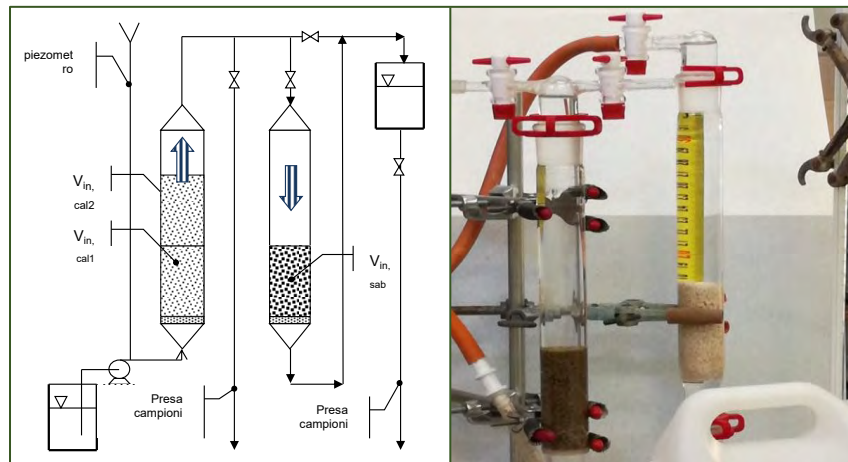 piezomet
ro
V in,
cal2
V in,
cal1
V in,
sab
Presa
campioni
Presa
campioni